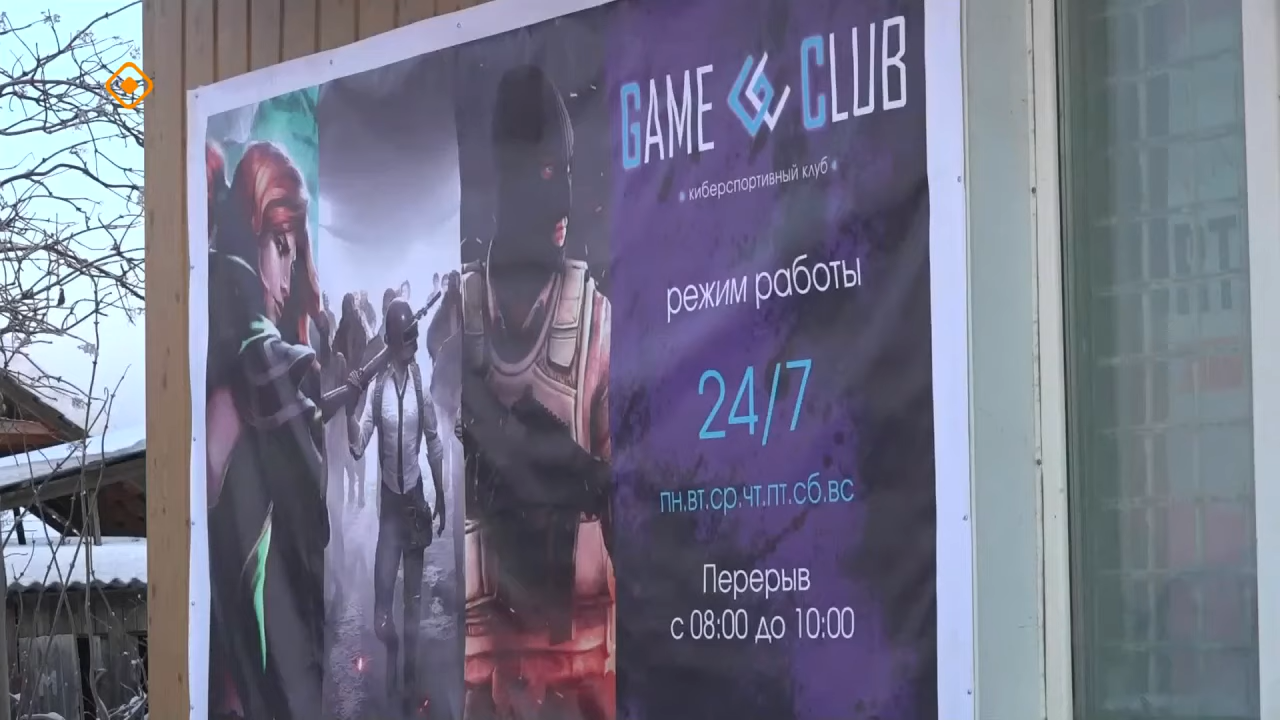 GAME CLUB
киберспортивный клуб
режим работы
24/7
пн.вт.ср.чт.пт.сб.вс
Перерыв
с 08:00 до 10:00